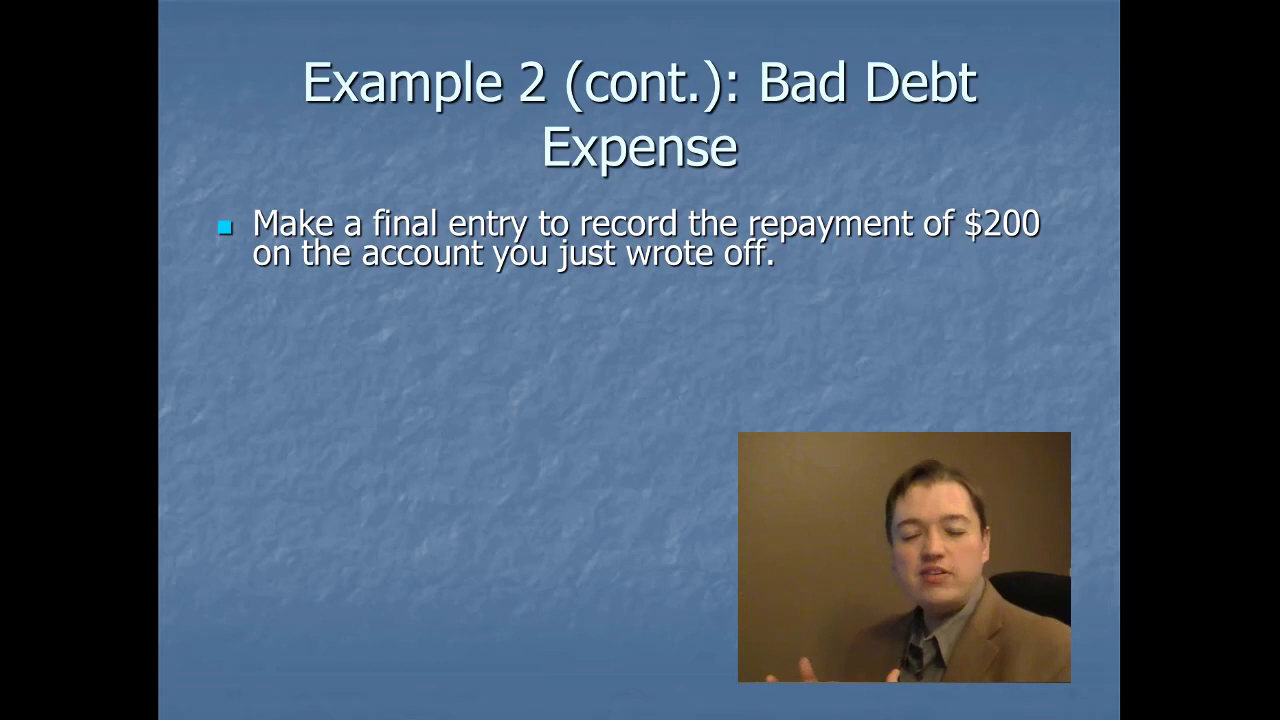 Example 2 (cont.): Bad Debt
Expense
Make a final entry to record the repayment of $200
on the account you just wrote off.